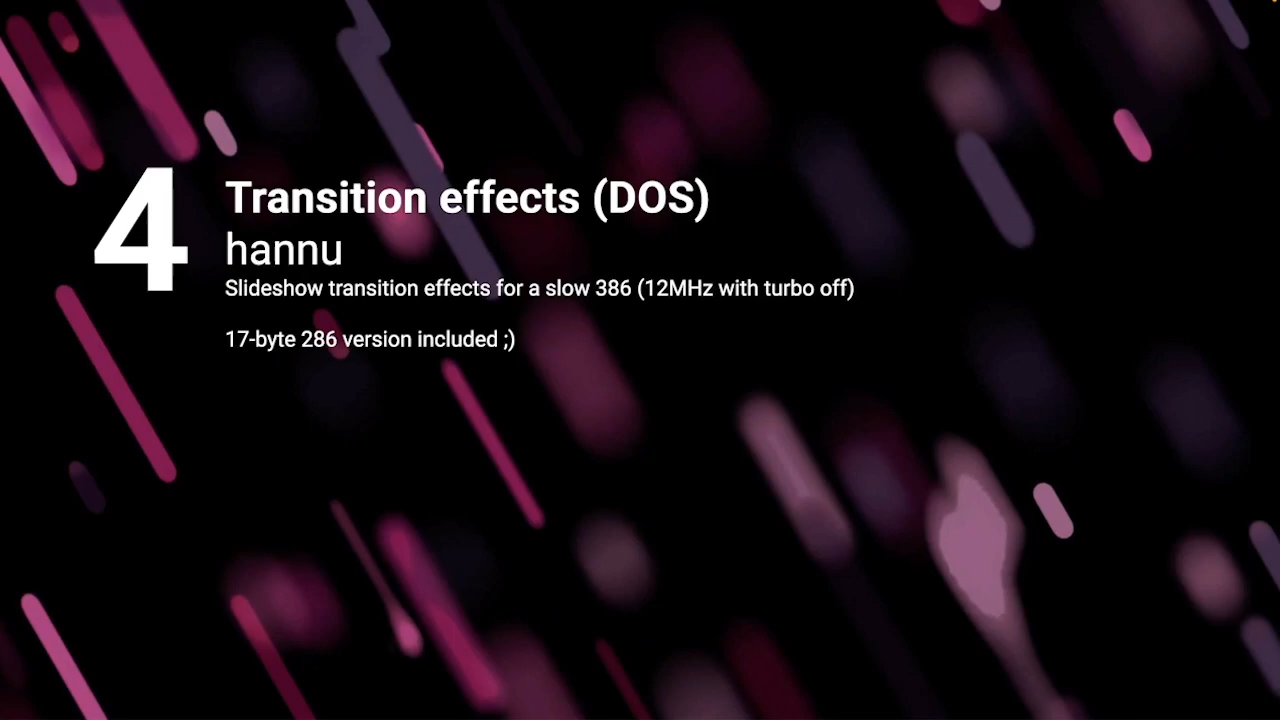 4
Transition effects (DOS)
hannu
Slideshow transition effects for a slow 386 (12MHz with turbo off)
17-byte 286 version included ;)